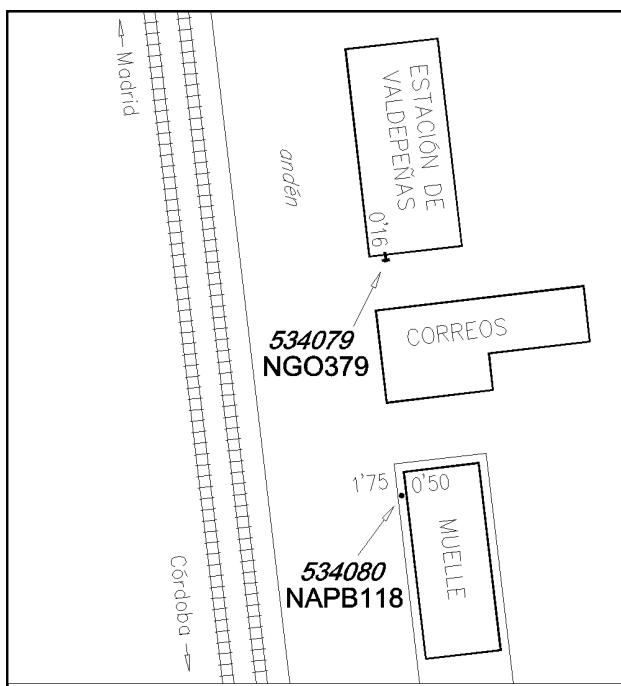 ← Madrid
ESTACIÓN DE
VALDEPEÑAS
andén
0'16
534079
NGO379
CORREOS
1'75
0'50
MUELLE
534080
NAPB118
Córdoba →